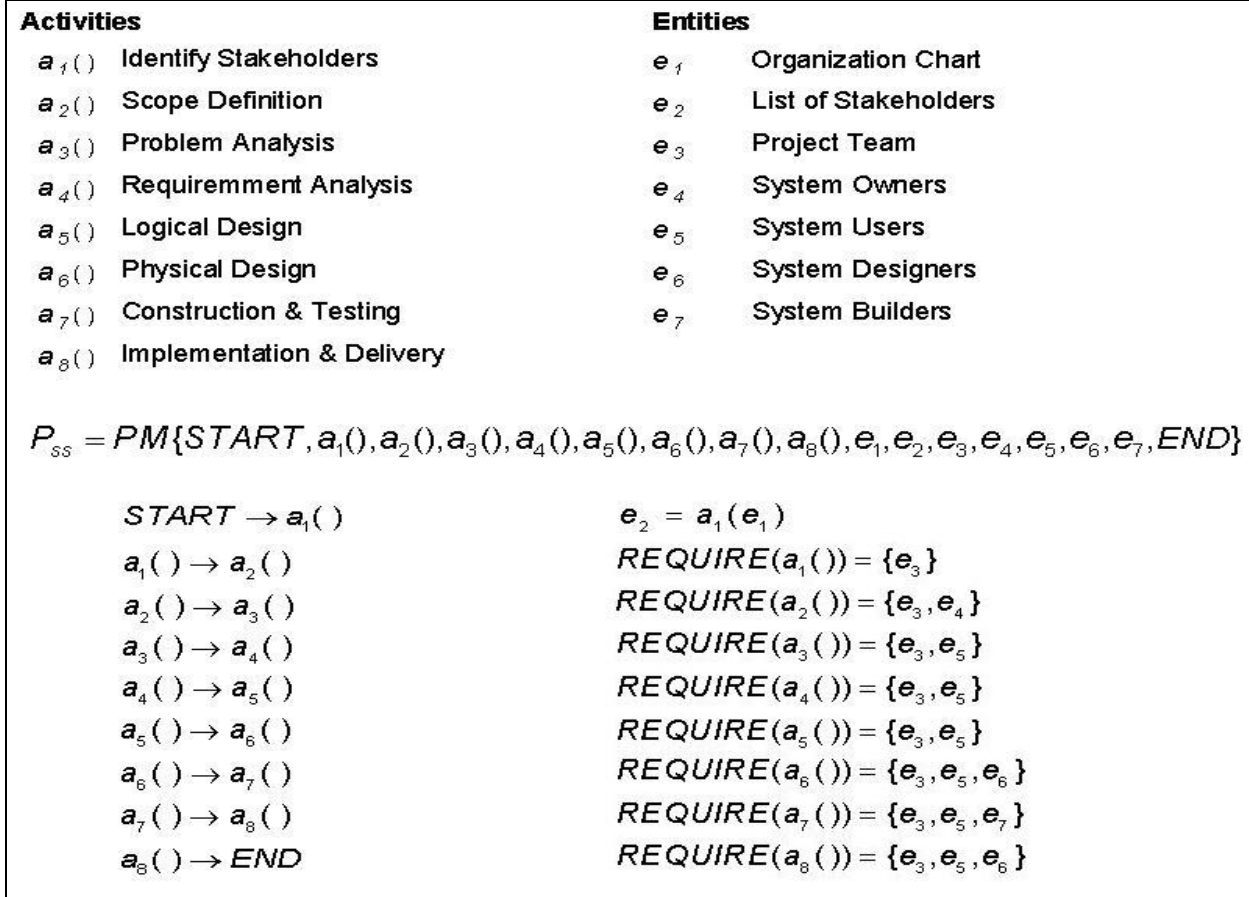 Activities Entities
a₁() Identify Stakeholders e₁ Organization Chart
a₂() Scope Definition e₂ List of Stakeholders
a₃() Problem Analysis e₃ Project Team
a₄() Requiremment Analysis e₄ System Owners
a₅() Logical Design e₅ System Users
a₆() Physical Design e₆ System Designers
a₇() Construction & Testing e₇ System Builders
a₈() Implementation & Delivery
Pₛₛ = PM{START, a₁(), a₂(), a₃(), a₄(), a₅(), a₆(), a₇(), a₈(), e₁, e₂, e₃, e₄, e₅, e₆, e₇, END}
START → a₁() e₂ = a₁(e₁)
a₁() → a₂() REQUIRE(a₁()) = {e₃}
a₂() → a₃() REQUIRE(a₂()) = {e₃, e₄}
a₃() → a₄() REQUIRE(a₃()) = {e₃, e₅}
a₄() → a₅() REQUIRE(a₄()) = {e₃, e₅}
a₅() → a₆() REQUIRE(a₅()) = {e₃, e₅}
a₆() → a₇() REQUIRE(a₆()) = {e₃, e₅, e₆}
a₇() → a₈() REQUIRE(a₇()) = {e₃, e₅, e₇}
a₈() → END REQUIRE(a₈()) = {e₃, e₅, e₆}